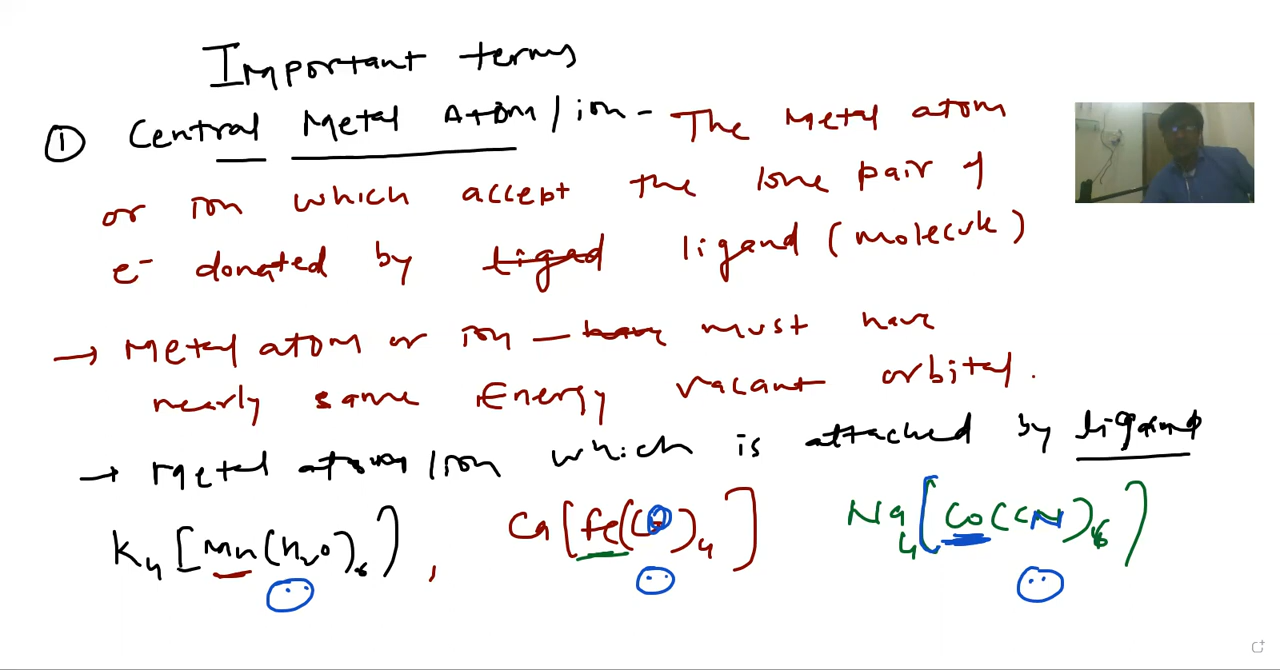 Important terms
① Central Metal Atom/ion - The Metal atom
or ion which accept the lone pair of
e⁻ donated by ligad ligand (molecule)
→ Metal atom or ion — have must have
nearly same Energy vacant orbital.
→ Metal atom/Ion which is attached by ligand
K₄[Mn(H₂O)₆], Ca[Fe(CO)₄] Na₄[Co(CN)₆]